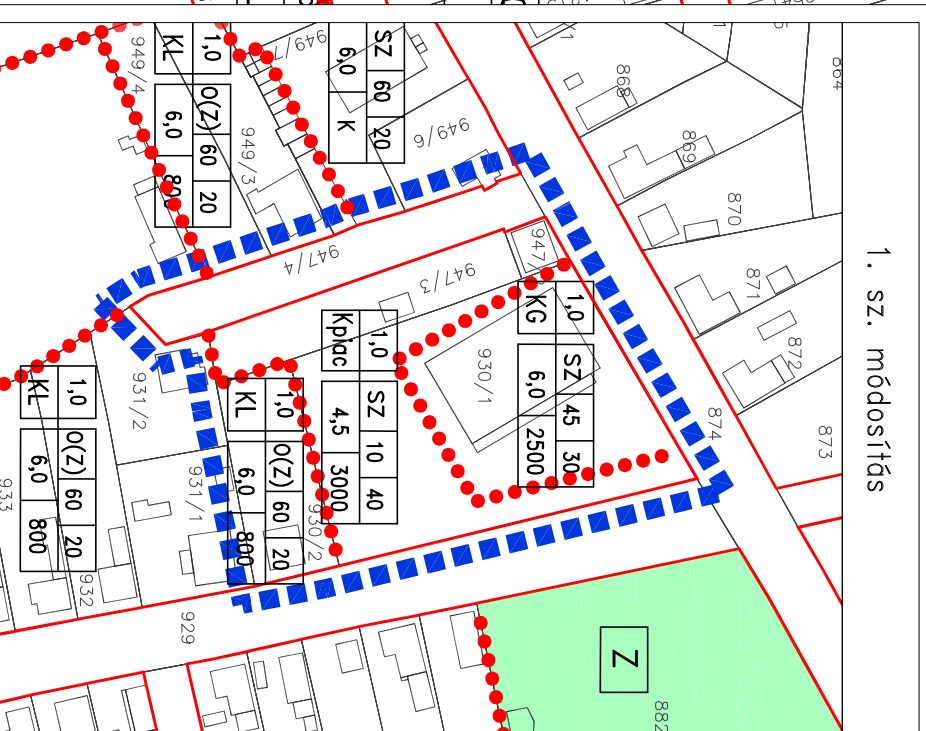 1. sz. módosítás
864
868
869
870
871
872
873
874
949/7
949/6
949/4
949/3
947/4
947/3
947
930/1
930/2
931/2
931/1
929
932
933
882
SZ 60 20
6,0 K
1,0 O(Z) 60 20
KL 6,0 800
1,0 SZ 45 30
KG 6,0 2500
1,0 SZ 10 40
Kpiac 4,5 3000
1,0 O(Z) 60 20
KL 6,0 800
1,0 O(Z) 60 20
KL 6,0 800
Z